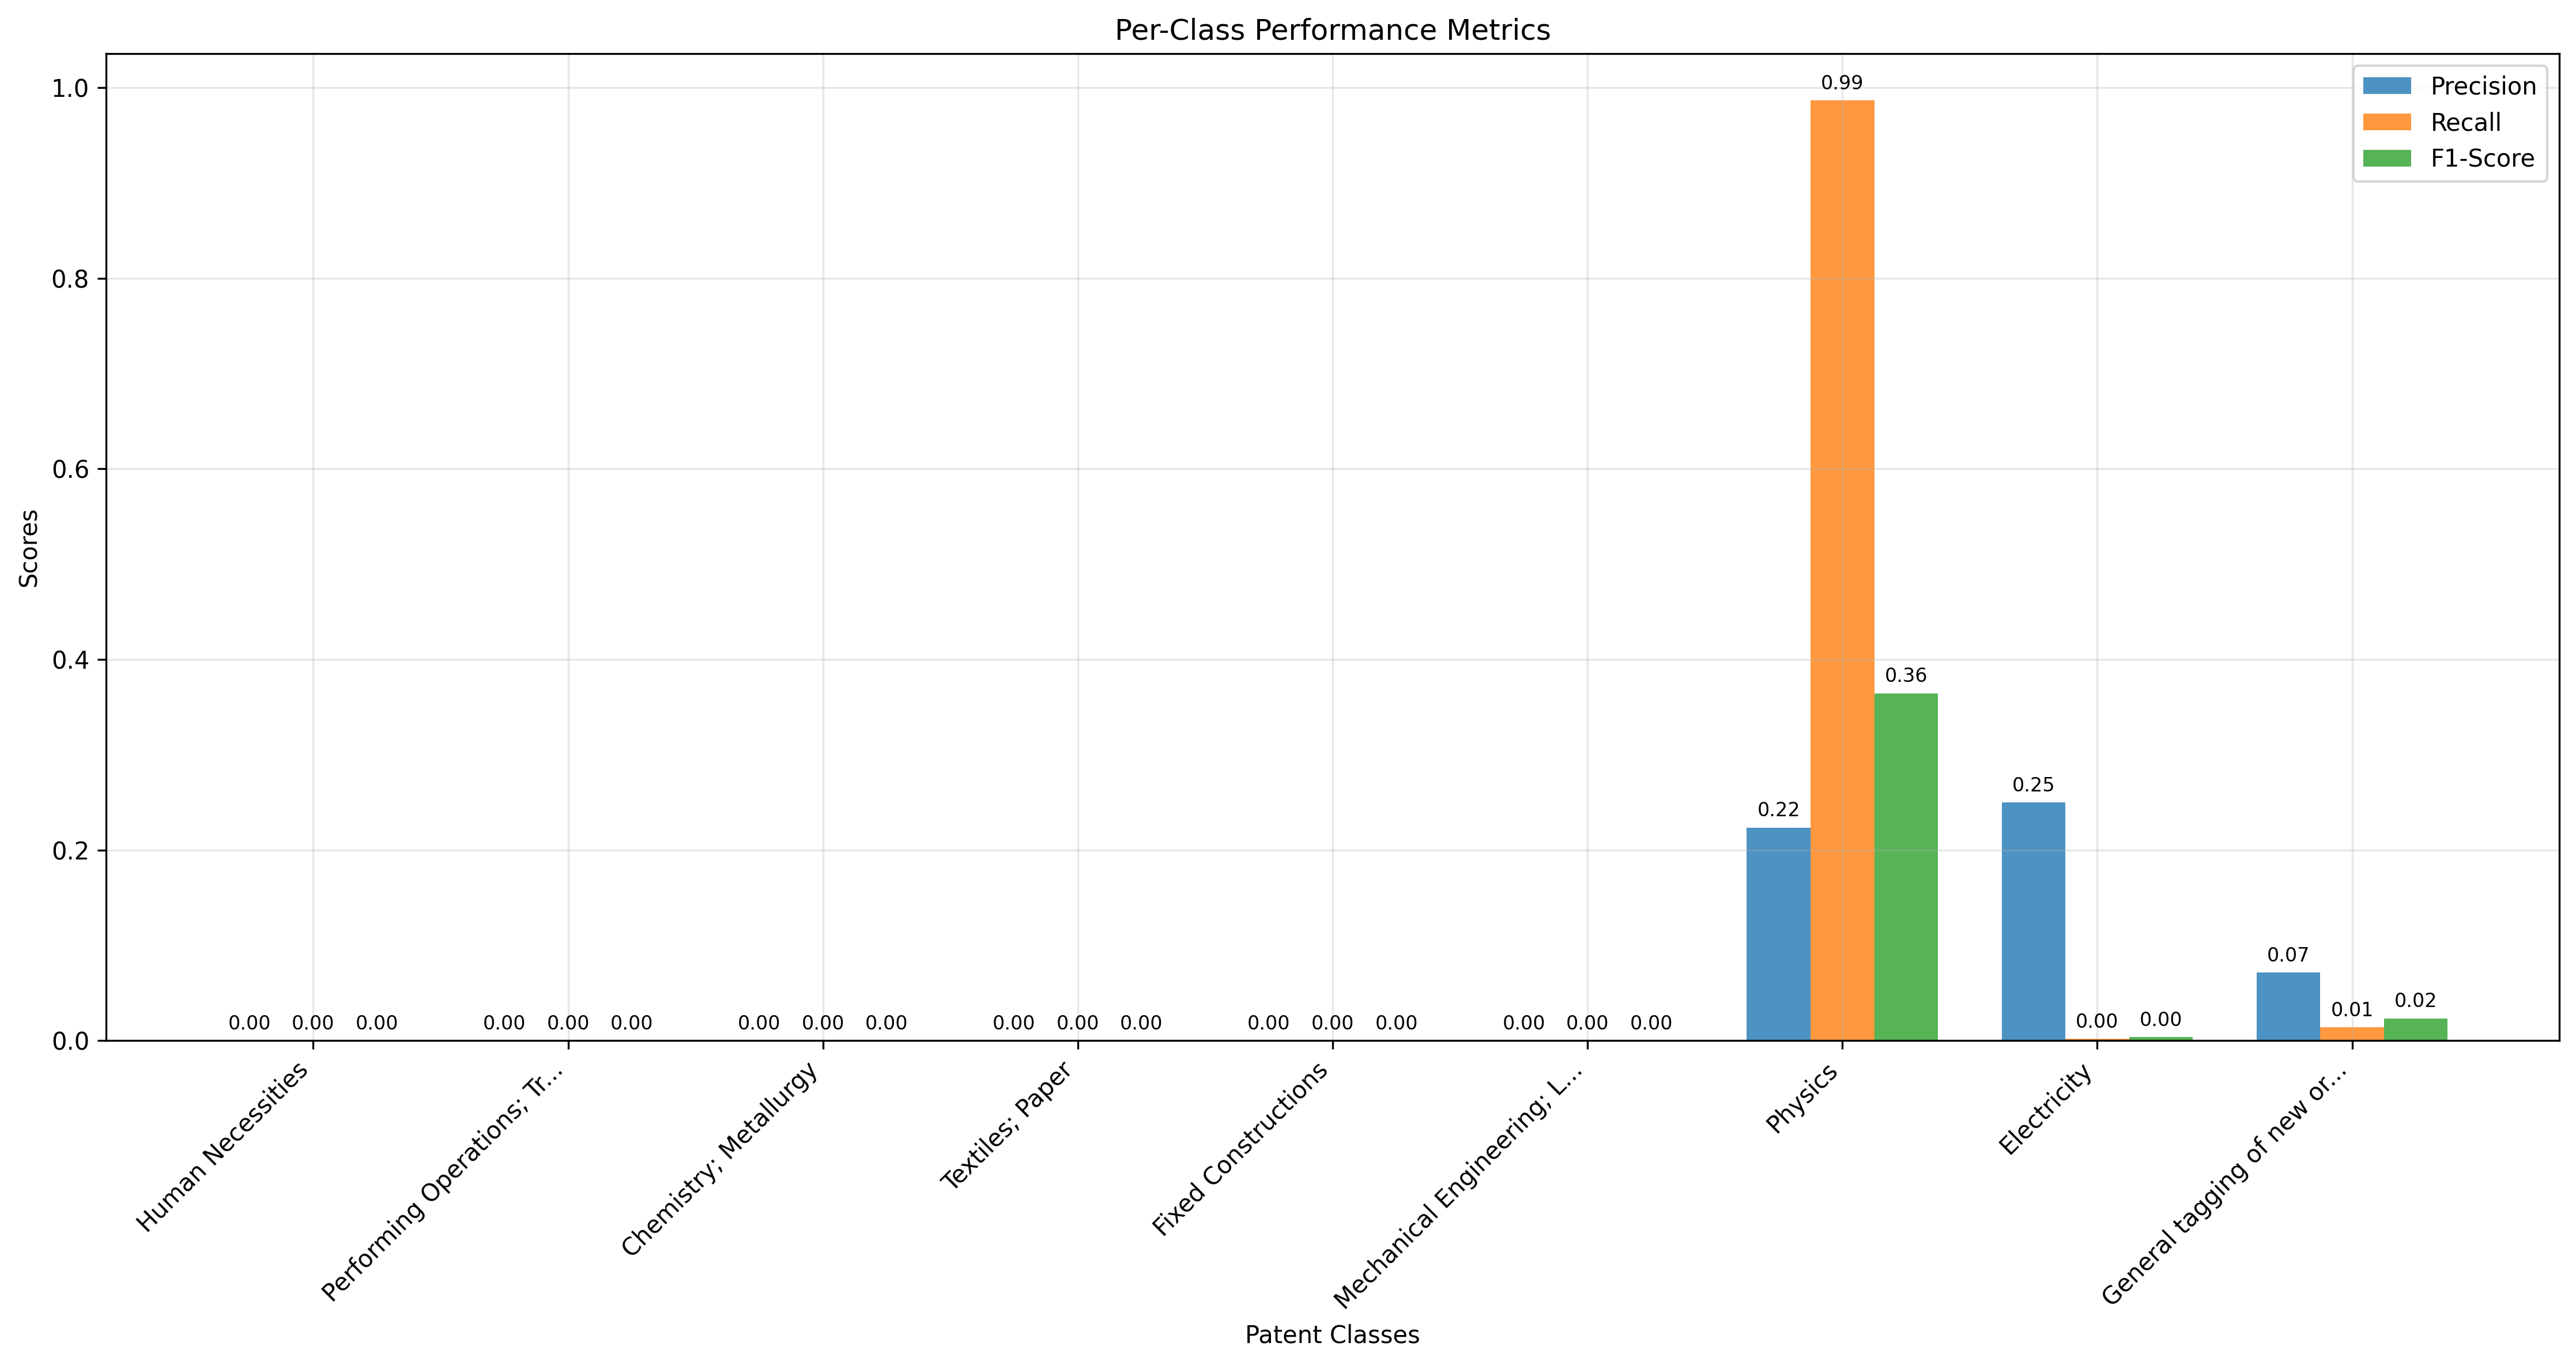 Per-Class Performance Metrics
Precision
Recall
F1-Score
Scores
1.0
0.8
0.6
0.4
0.2
0.0
0.00 0.00 0.00
0.00 0.00 0.00
0.00 0.00 0.00
0.00 0.00 0.00
0.00 0.00 0.00
0.00 0.00 0.00
0.22 0.99 0.36
0.25 0.00 0.00
0.07 0.01 0.02
Human Necessities
Performing Operations; Tr...
Chemistry; Metallurgy
Textiles; Paper
Fixed Constructions
Mechanical Engineering; L...
Physics
Electricity
General tagging of new or...
Patent Classes